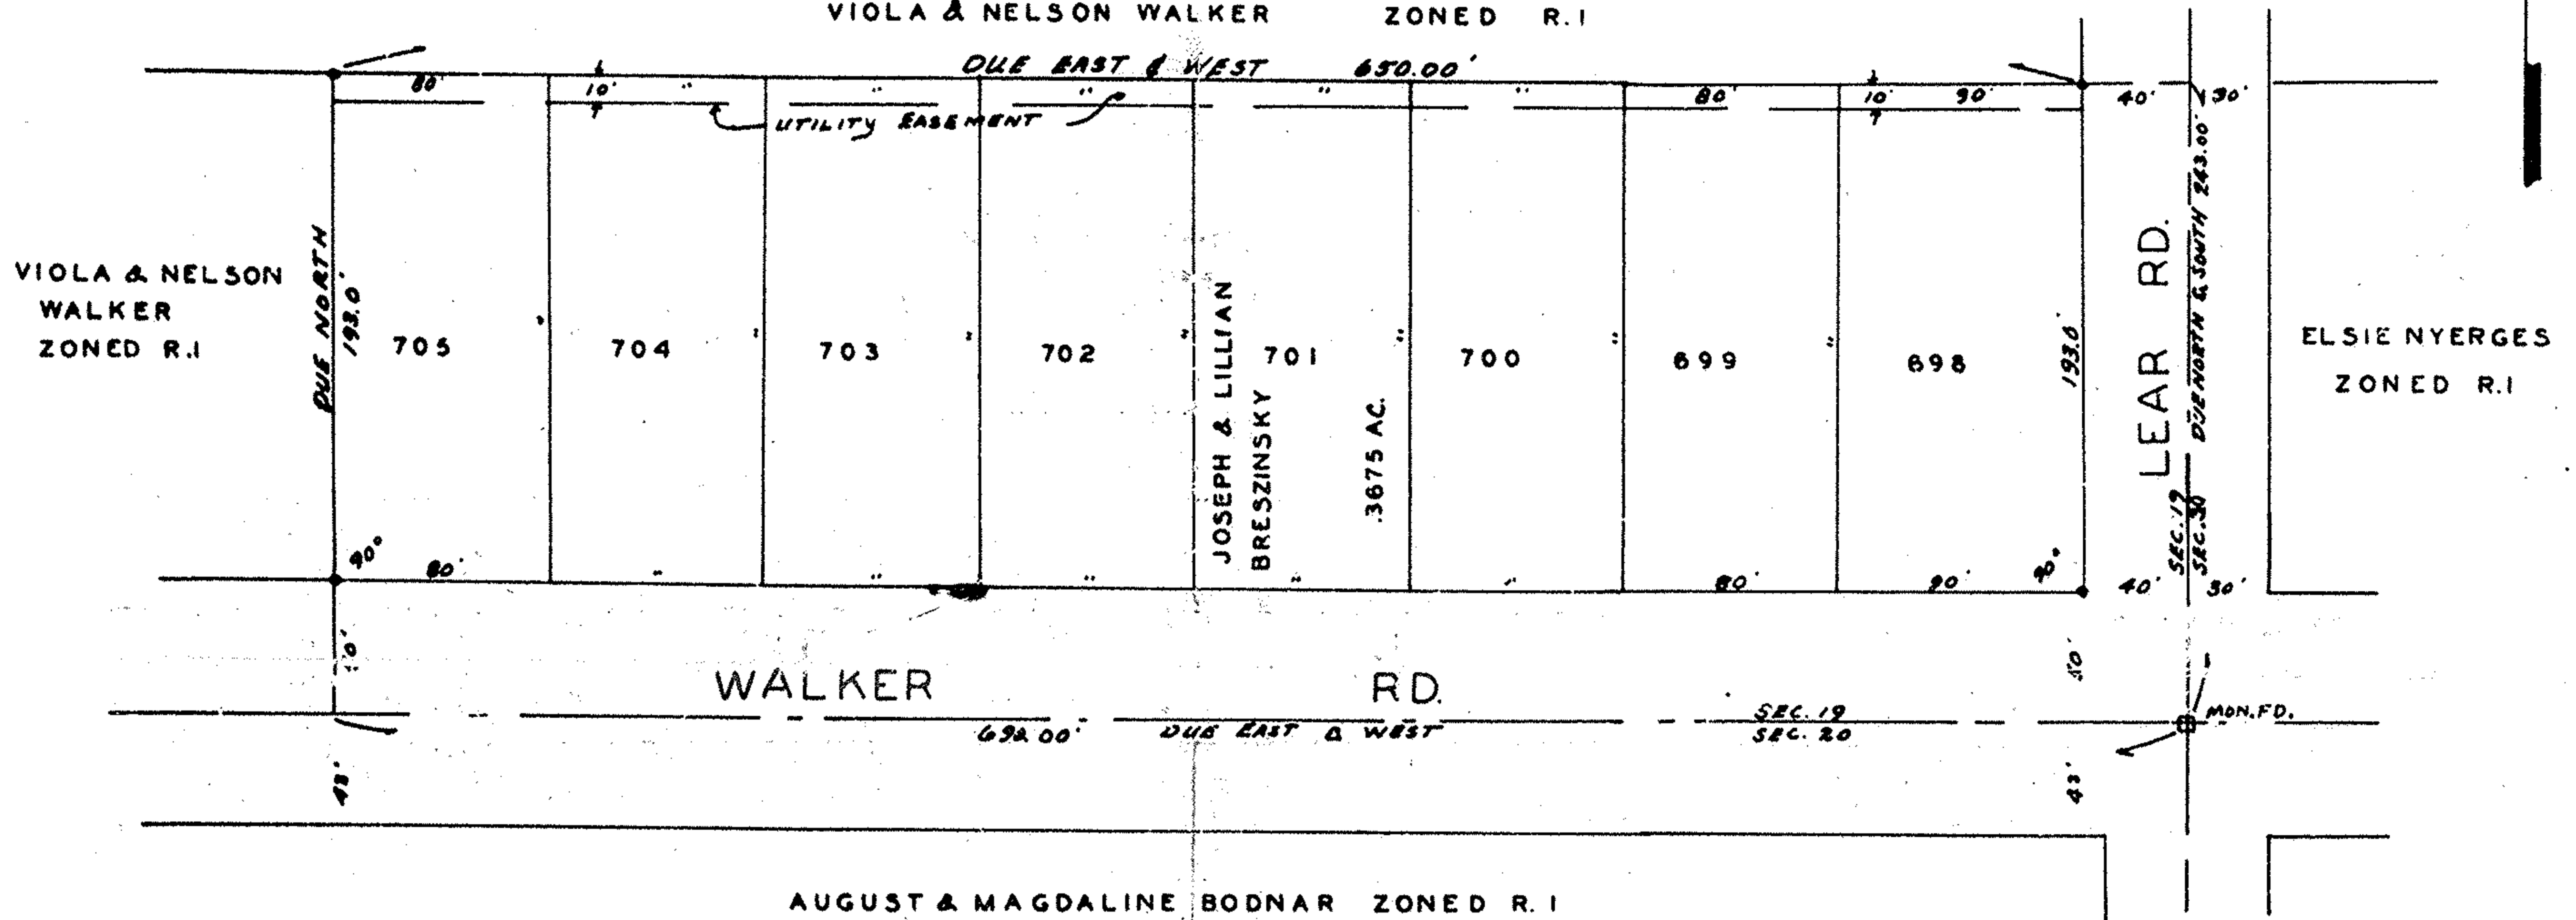 VIOLA & NELSON WALKER ZONED R.1
DUE EAST & WEST 650.00'
80' 10' " " " " " 80' 10' 90' 40' 30'
UTILITY EASEMENT
DUE NORTH
193.0'
VIOLA & NELSON
WALKER
ZONED R.1
705 " 704 " 703 " 702 " 701 " 700 " 699 " 698
JOSEPH & LILLIAN
BRESZINSKY
.3675 AC.
193.0'
LEAR RD.
DUE NORTH & SOUTH 243.00'
SEC. 19
SEC. 30
ELSIE NYERGES
ZONED R.1
90° 90°
80' " " " " " 80' 90' 40' 30'
50'
WALKER RD.
SEC. 19
MON. FD.
692.00' DUE EAST & WEST SEC. 20
48' 43'
AUGUST & MAGDALINE BODNAR ZONED R.1